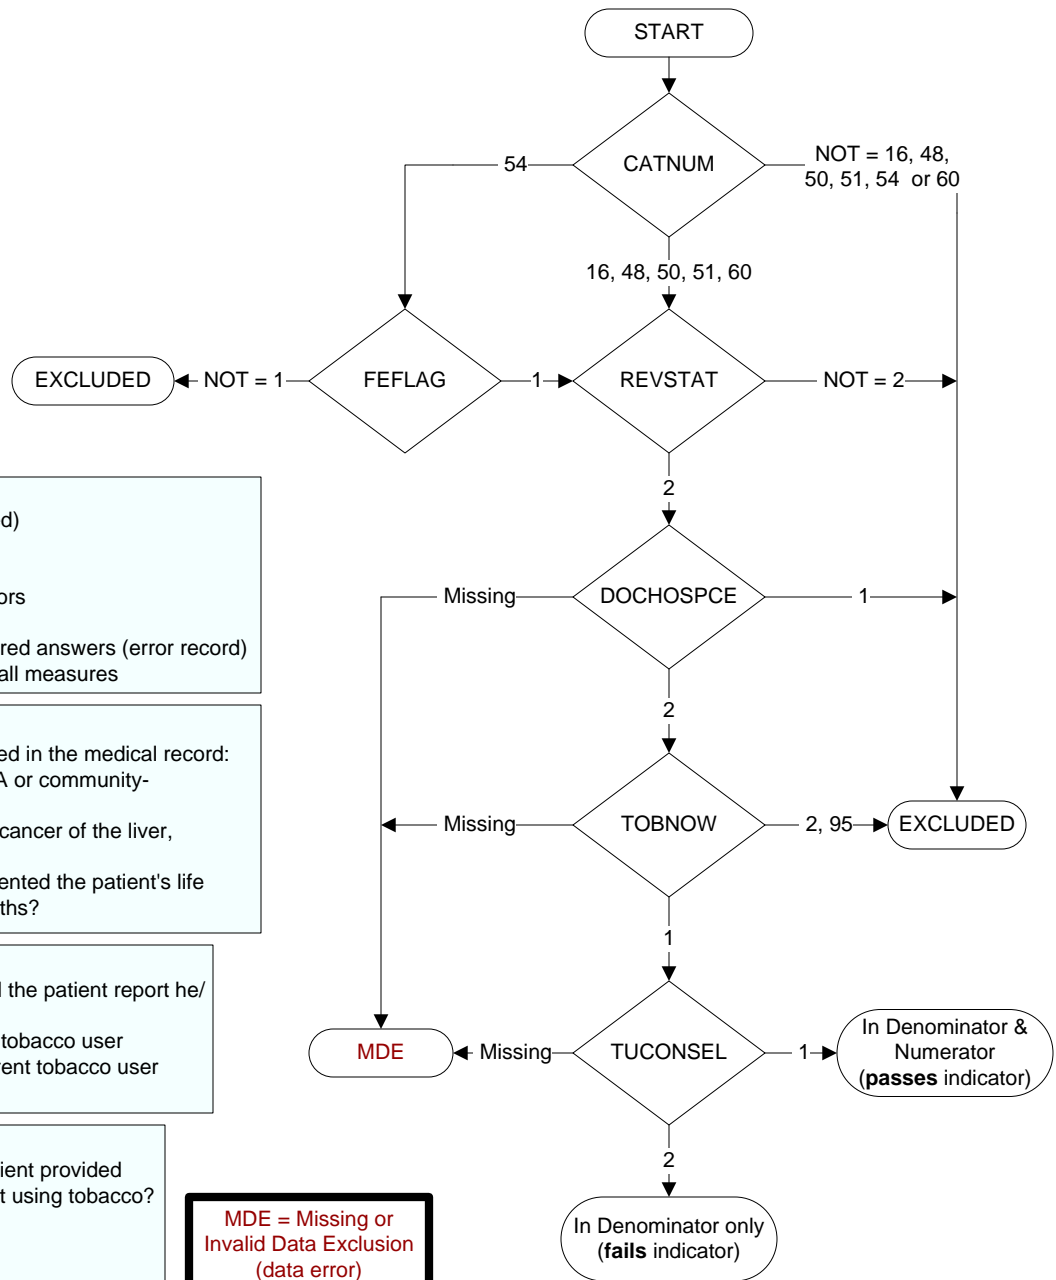 START
CATNUM
54
NOT = 16, 48,
50, 51, 54 or 60
16, 48, 50, 51, 60
EXCLUDED
NOT = 1
FEFLAG
1
REVSTAT
NOT = 2
2
ed)
ors
red answers (error record)
all measures
DOCHOSPCE
Missing
1
2
ed in the medical record:
A or community-
cancer of the liver,
ented the patient's life
ths?
TOBNOW
Missing
2, 95
EXCLUDED
1
d the patient report he/
tobacco user
rent tobacco user
MDE
Missing
TUCONSEL
1
In Denominator &
Numerator
(passes indicator)
2
ient provided
t using tobacco?
MDE = Missing or
Invalid Data Exclusion
(data error)
In Denominator only
(fails indicator)